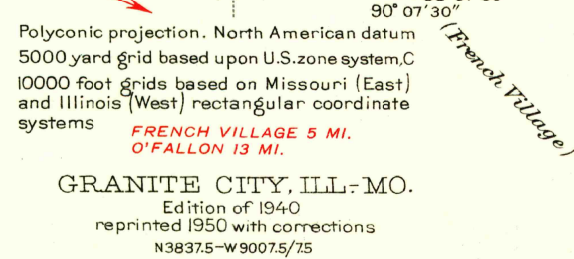 90° 07'30"
Polyconic projection. North American datum
5000 yard grid based upon U.S. zone system, C
10000 foot grids based on Missouri (East)
and Illinois (West) rectangular coordinate
systems
FRENCH VILLAGE 5 MI.
O'FALLON 13 MI.
(French Village)
GRANITE CITY, ILL.-MO.
Edition of 1940
reprinted 1950 with corrections
N3837.5-W9007.5/7.5